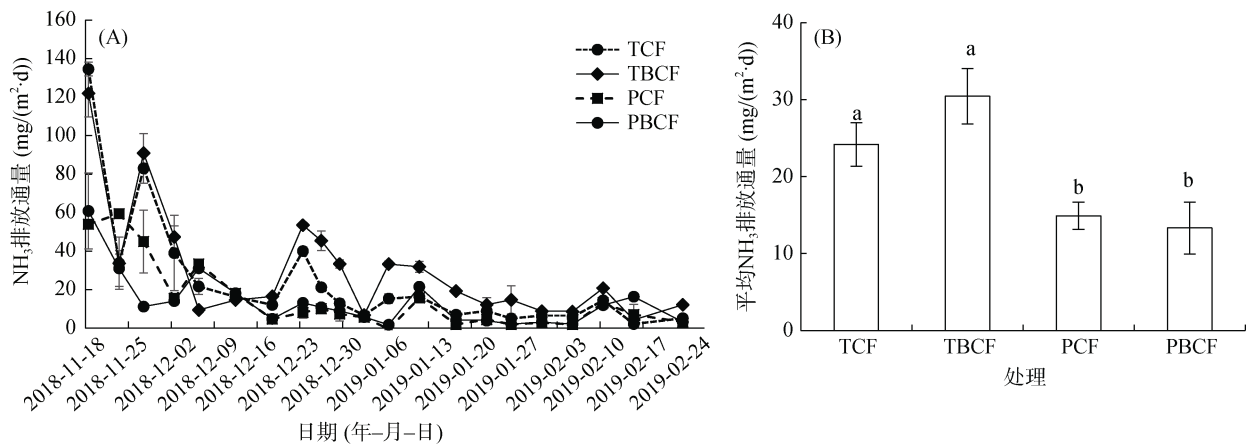 (A)
NH₃排放通量 (mg/(m²·d))
160
140
120
100
80
60
40
20
0
TCF
TBCF
PCF
PBCF
2018-11-18
2018-11-25
2018-12-02
2018-12-09
2018-12-16
2018-12-23
2018-12-30
2019-01-06
2019-01-13
2019-01-20
2019-01-27
2019-02-03
2019-02-10
2019-02-17
2019-02-24
日期 (年–月–日)
(B)
平均NH₃排放通量 (mg/(m²·d))
40
30
20
10
0
a
a
b
b
TCF
TBCF
PCF
PBCF
处理